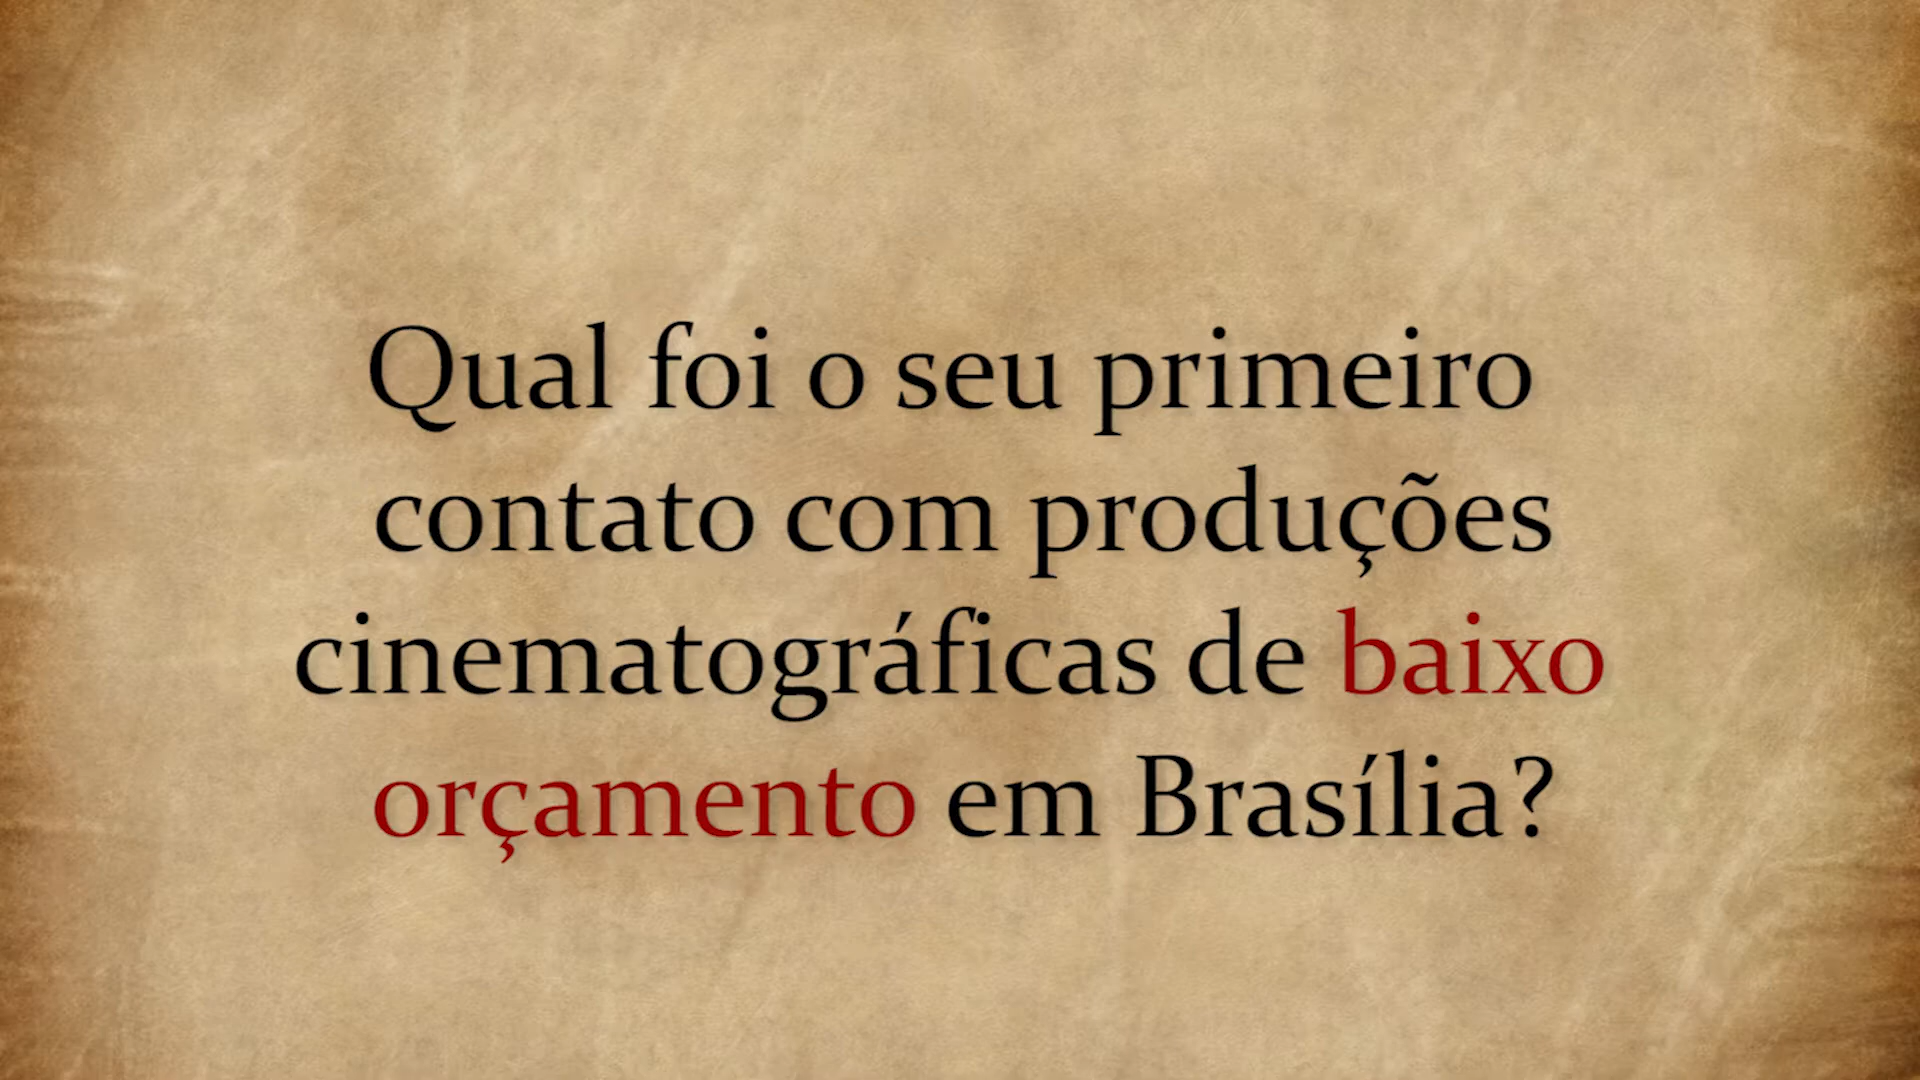 Qual foi o seu primeiro
contato com produções
cinematográficas de baixo
orçamento em Brasília?